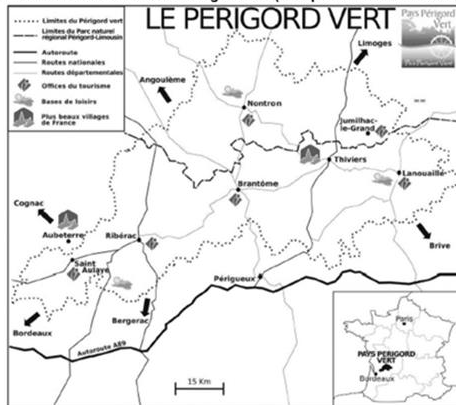 LE PERIGORD VERT
Limites du Périgord vert
Limites du Parc naturel
régional Périgord-Limousin
Autoroute
Routes nationales
Routes départementales
Offices du tourisme
Bases de loisirs
Plus beaux villages
de France
Pays Périgord
Vert
Limoges
Angoulême
Nontron
Jumilhac-
le-Grand
Thiviers
Lanouaille
Brantôme
Cognac
Aubeterre
Ribérac
Saint
Aulaye
Brive
Périgueux
Bergerac
Bordeaux
Autoroute A89
15 Km
Paris
PAYS PERIGORD
VERT
Bordeaux